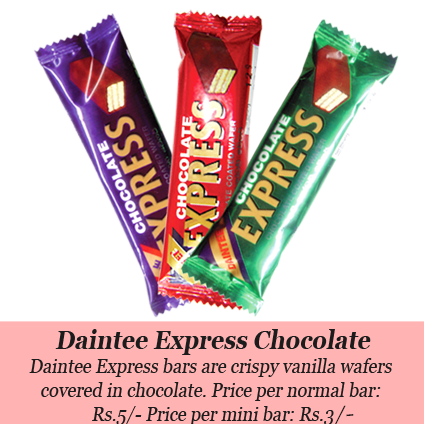 CHOCOLATE
EXPRESS
CHOCOLATE
EXPRESS
CHOCOLATE
EXPRESS
DAINTEE
Daintee Express Chocolate
Daintee Express bars are crispy vanilla wafers
covered in chocolate. Price per normal bar:
Rs.5/- Price per mini bar: Rs.3/-